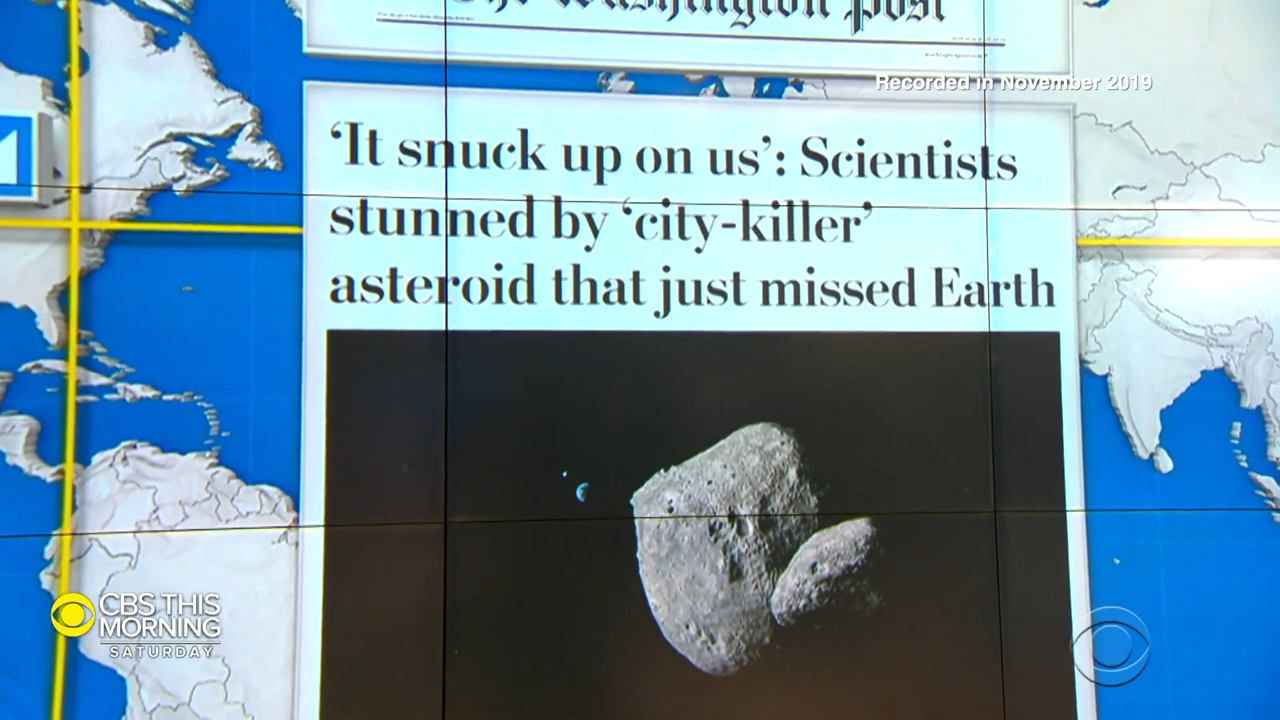 The Washington Post
Recorded in November 2019
‘It snuck up on us’: Scientists
stunned by ‘city-killer’
asteroid that just missed Earth
CBS THIS
MORNING
SATURDAY